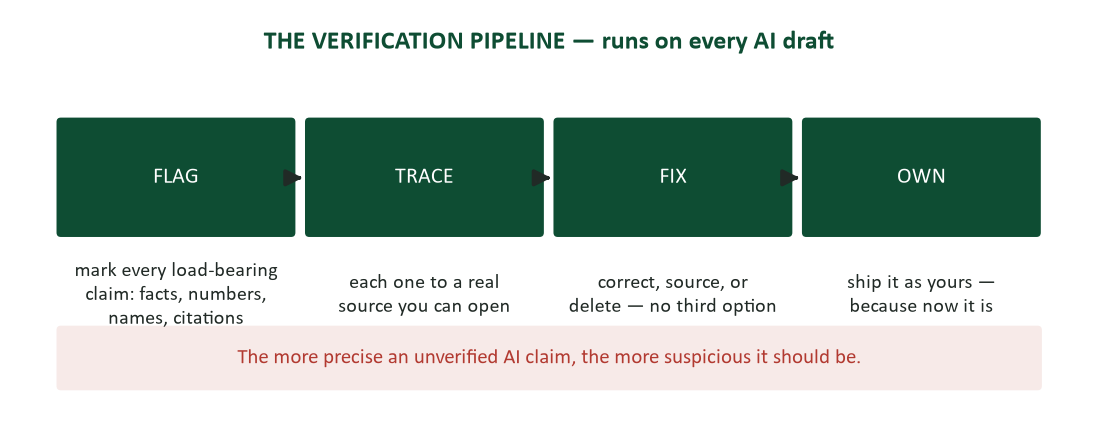 THE VERIFICATION PIPELINE — runs on every AI draft
FLAG
TRACE
FIX
OWN
mark every load-bearing
claim: facts, numbers,
names, citations
each one to a real
source you can open
correct, source, or
delete — no third option
ship it as yours —
because now it is
The more precise an unverified AI claim, the more suspicious it should be.